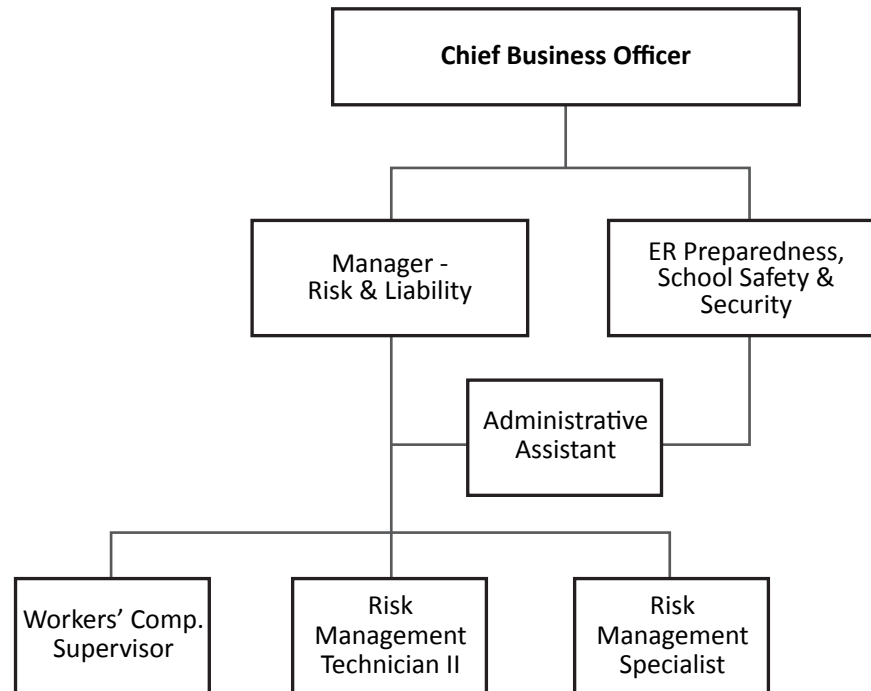 Chief Business Officer
Manager -
Risk & Liability
ER Preparedness,
School Safety &
Security
Administrative
Assistant
Workers’ Comp.
Supervisor
Risk
Management
Technician II
Risk
Management
Specialist